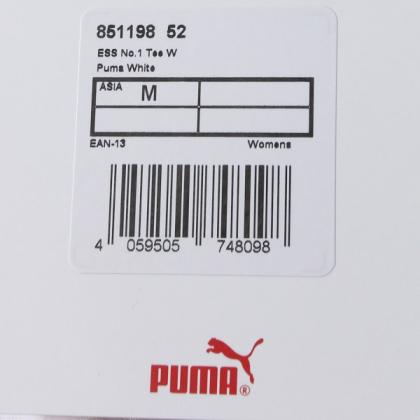 851198 52
ESS No.1 Tee W
Puma White
ASIA M
EAN-13 Womens
4 059505 748098
PUMA®